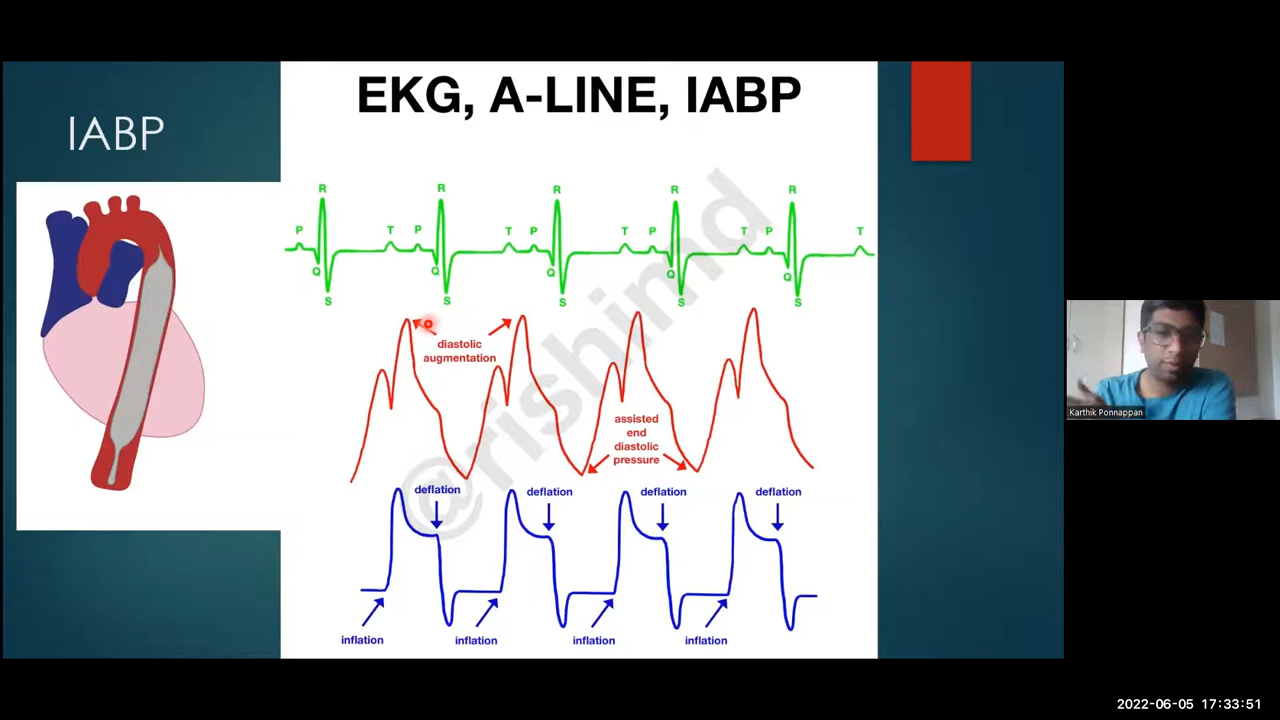 EKG, A-LINE, IABP
IABP
R R R R R
P T P T P T P T P T
Q Q Q Q Q
S S S S S
diastolic
augmentation
assisted
end
diastolic
pressure
@rishimd
deflation deflation deflation deflation
inflation inflation inflation inflation
Karthik Ponnappan
2022-06-05 17:33:51